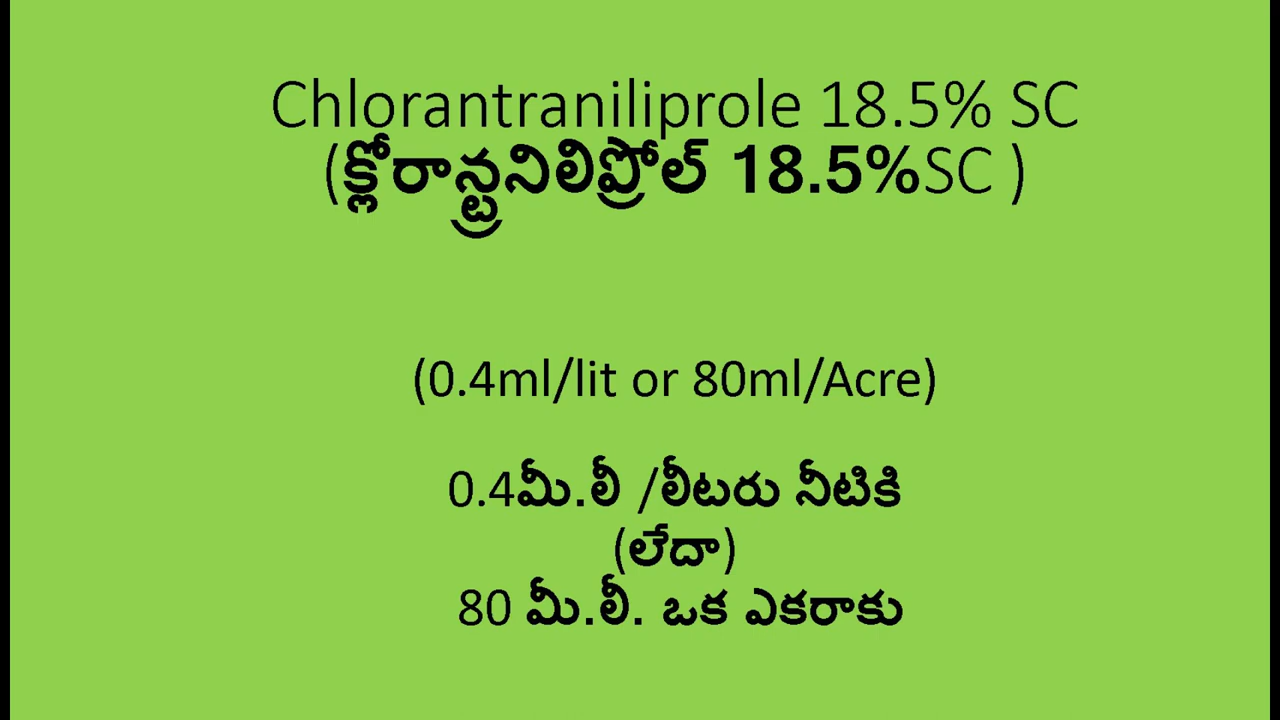 Chlorantraniliprole 18.5% SC
(క్లోరాన్ట్రనిలిప్రోల్ 18.5%SC )
(0.4ml/lit or 80ml/Acre)
0.4మీ.లీ /లీటరు నీటికి
(లేదా)
80 మీ.లీ. ఒక ఎకరాకు